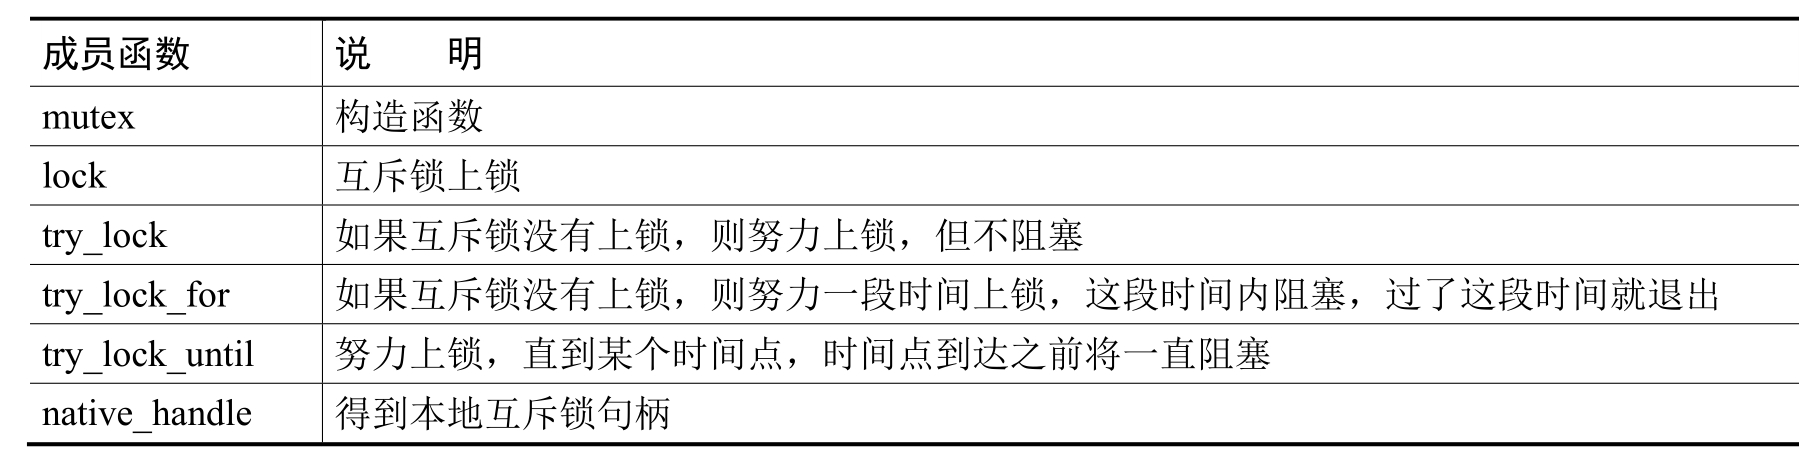 成员函数 说 明
mutex 构造函数
lock 互斥锁上锁
try_lock 如果互斥锁没有上锁，则努力上锁，但不阻塞
try_lock_for 如果互斥锁没有上锁，则努力一段时间上锁，这段时间内阻塞，过了这段时间就退出
try_lock_until 努力上锁，直到某个时间点，时间点到达之前将一直阻塞
native_handle 得到本地互斥锁句柄